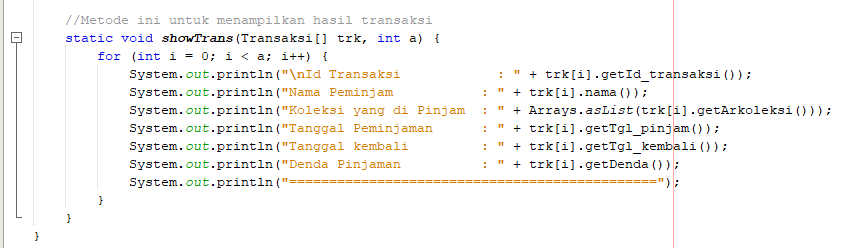 //Metode ini untuk menampilkan hasil transaksi
static void showTrans(Transaksi[] trk, int a) {
for (int i = 0; i < a; i++) {
System.out.println("\nId Transaksi            : " + trk[i].getId_transaksi());
System.out.println("Nama Peminjam           : " + trk[i].nama());
System.out.println("Koleksi yang di Pinjam  : " + Arrays.asList(trk[i].getArkoleksi()));
System.out.println("Tanggal Peminjaman      : " + trk[i].getTgl_pinjam());
System.out.println("Tanggal kembali         : " + trk[i].getTgl_kembali());
System.out.println("Denda Pinjaman          : " + trk[i].getDenda());
System.out.println("==============================================");
}
}
}